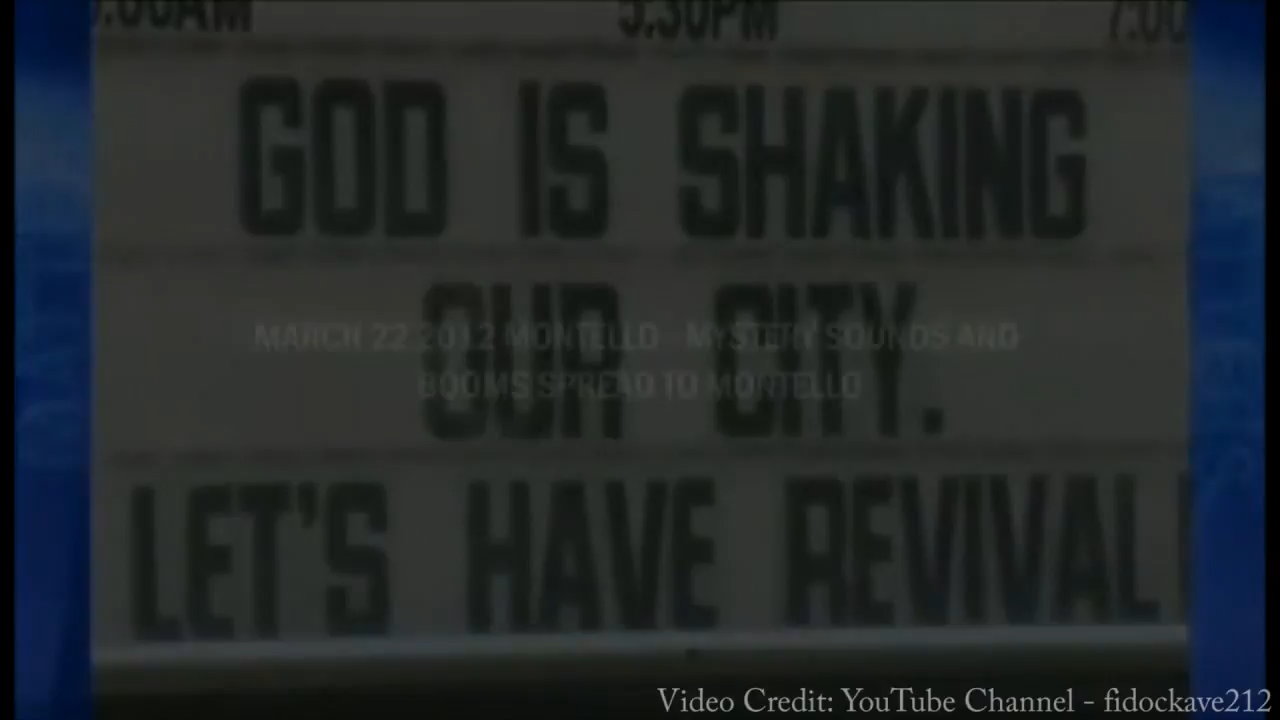 5:30PM
GOD IS SHAKING
OUR CITY.
MARCH 22 2012 MONTELLO - MYSTERY SOUNDS AND
BOOMS SPREAD TO MONTELLO
LET'S HAVE REVIVAL
Video Credit: YouTube Channel - fidockave212